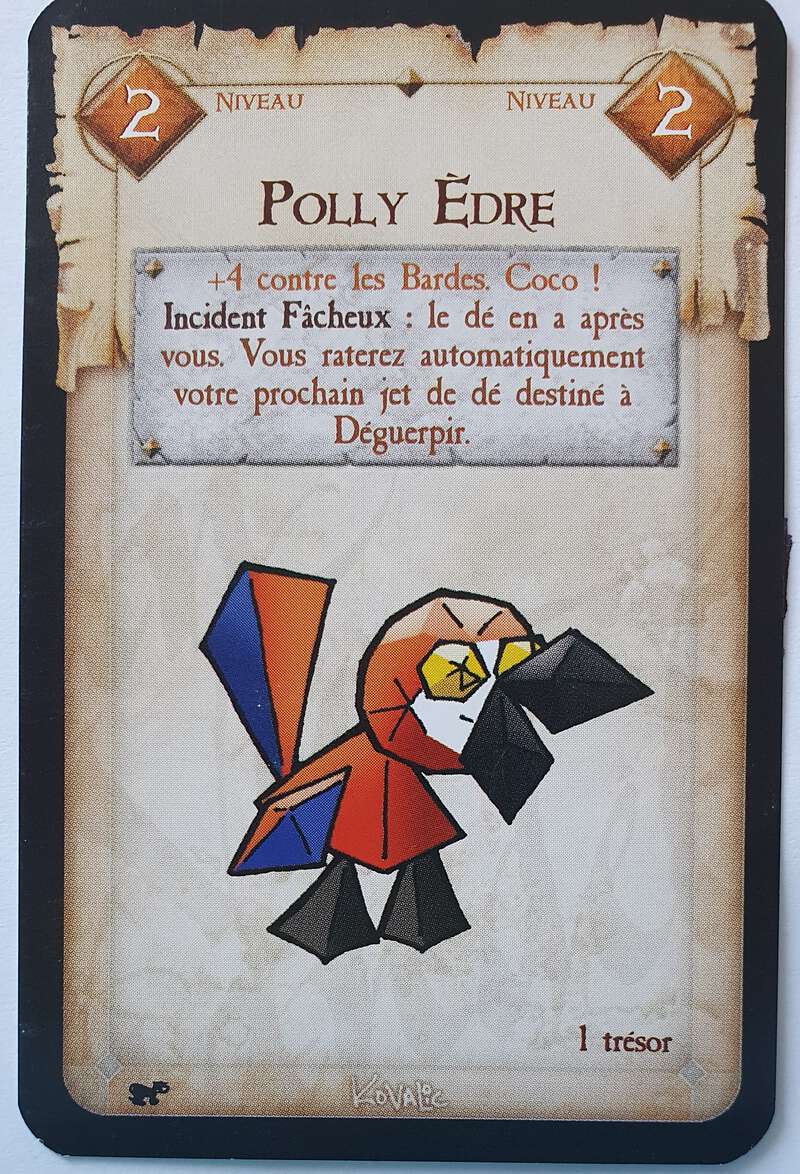 2 Niveau Niveau 2
Polly Èdre
+4 contre les Bardes. Coco !
Incident Fâcheux : le dé en a après
vous. Vous raterez automatiquement
votre prochain jet de dé destiné à
Déguerpir.
1 trésor
Kovalic